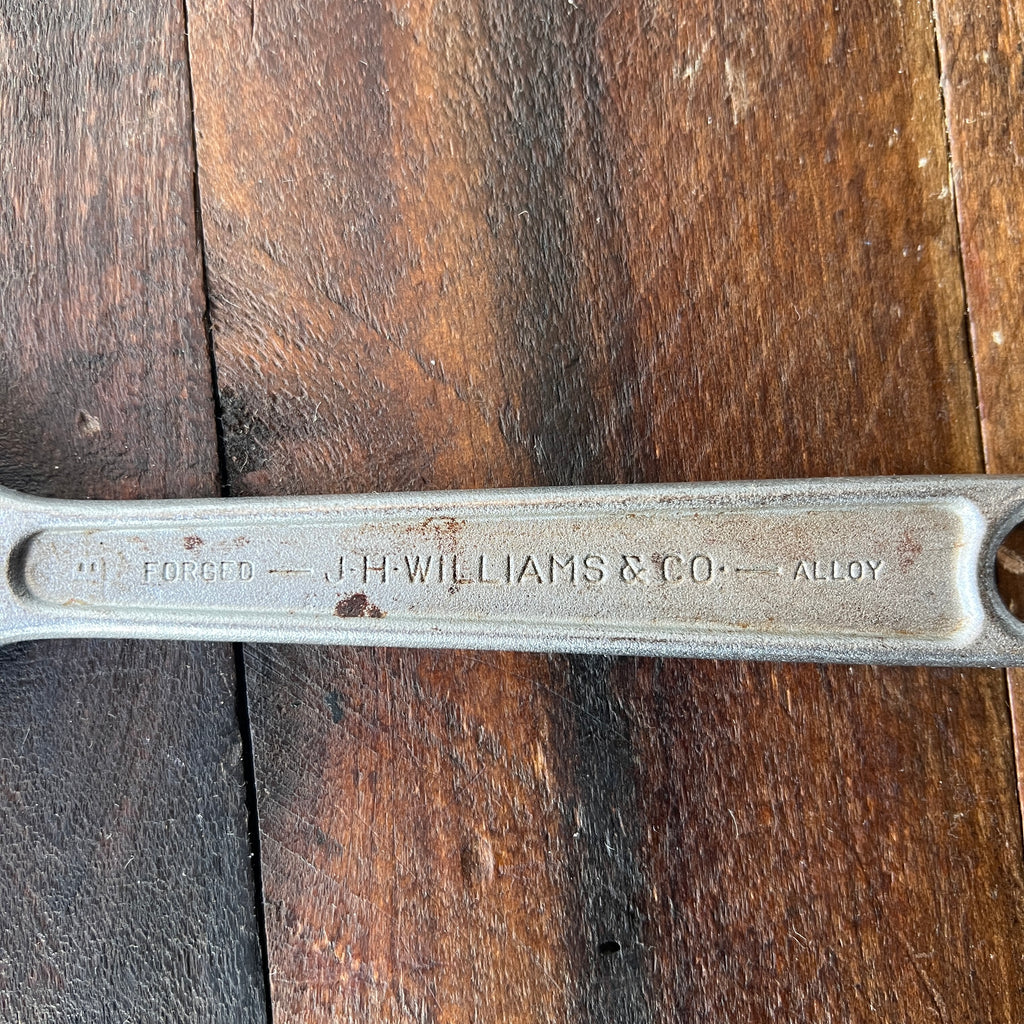 FORGED — J·H·WILLIAMS & CO· — ALLOY